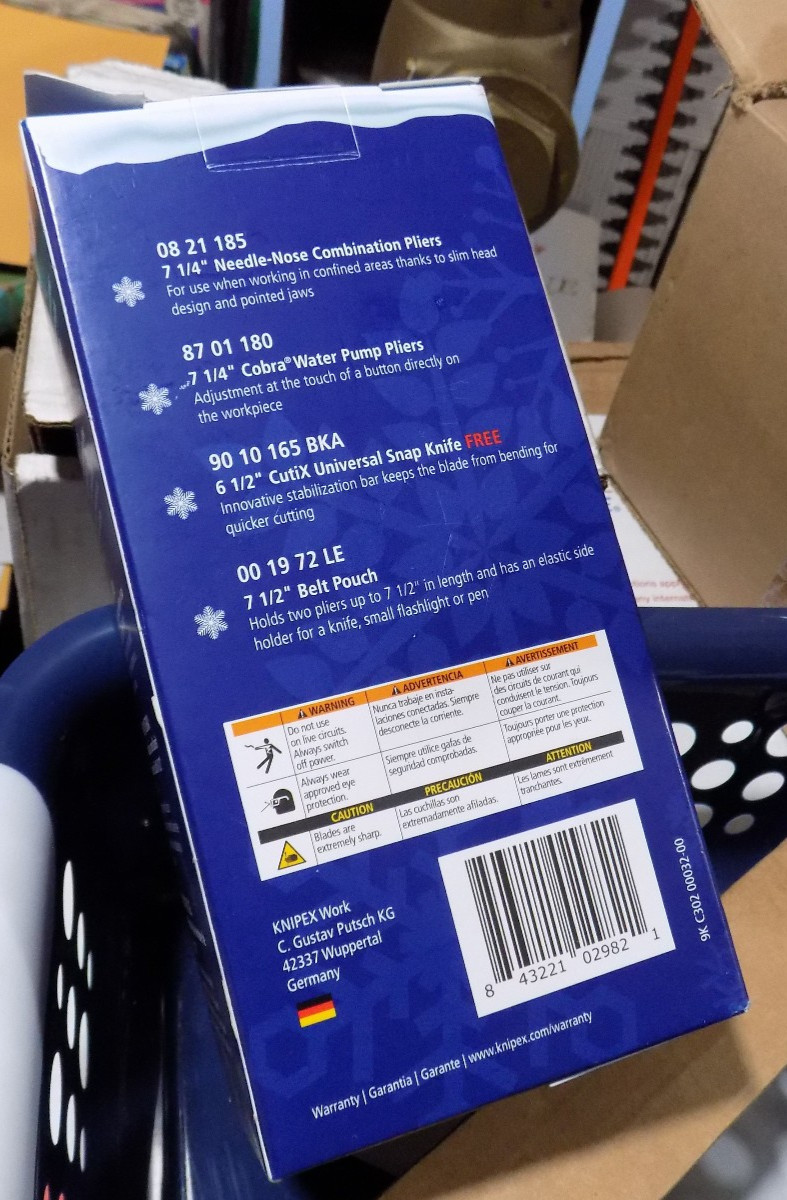 08 21 185
7 1/4" Needle-Nose Combination Pliers
For use when working in confined areas thanks to slim head
design and pointed jaws
87 01 180
7 1/4" Cobra® Water Pump Pliers
Adjustment at the touch of a button directly on
the workpiece
90 10 165 BKA
6 1/2" CutiX Universal Snap Knife FREE
Innovative stabilization bar keeps the blade from bending for
quicker cutting
00 19 72 LE
7 1/2" Belt Pouch
Holds two pliers up to 7 1/2" in length and has an elastic side
holder for a knife, small flashlight or pen
WARNING
Do not use
on live circuits.
Always switch
off power.
Always wear
approved eye
protection.
CAUTION
Blades are
extremely sharp.
ADVERTENCIA
Nunca trabaje en insta-
laciones conectadas. Siempre
desconecte la corriente.
Siempre utilice gafas de
seguridad comprobadas.
PRECAUCIÓN
Las cuchillas son
extremadamente afiladas.
AVERTISSEMENT
Ne pas utiliser sur
des circuits de courant qui
conduisent le tension. Toujours
couper la courant.
Toujours porter une protection
appropriée pour les yeux.
ATTENTION
Les lames sont extrêmement
tranchantes.
KNIPEX Werk
C. Gustav Putsch KG
42337 Wuppertal
Germany
8 43221 02982 1
9K C302 00032-00
Warranty | Garantia | Garante | www.knipex.com/warranty